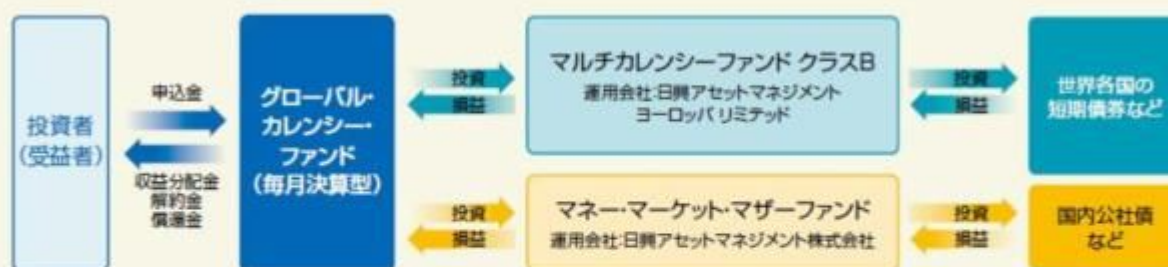 投資者
(受益者)
申込金
収益分配金
解約金
償還金
グローバル・
カレンシー・
ファンド
(毎月決算型)
投資
損益
マルチカレンシーファンド クラスB
運用会社:日興アセットマネジメント
ヨーロッパ リミテッド
投資
損益
世界各国の
短期債券など
投資
損益
マネー・マーケット・マザーファンド
運用会社:日興アセットマネジメント株式会社
投資
損益
国内公社債
など